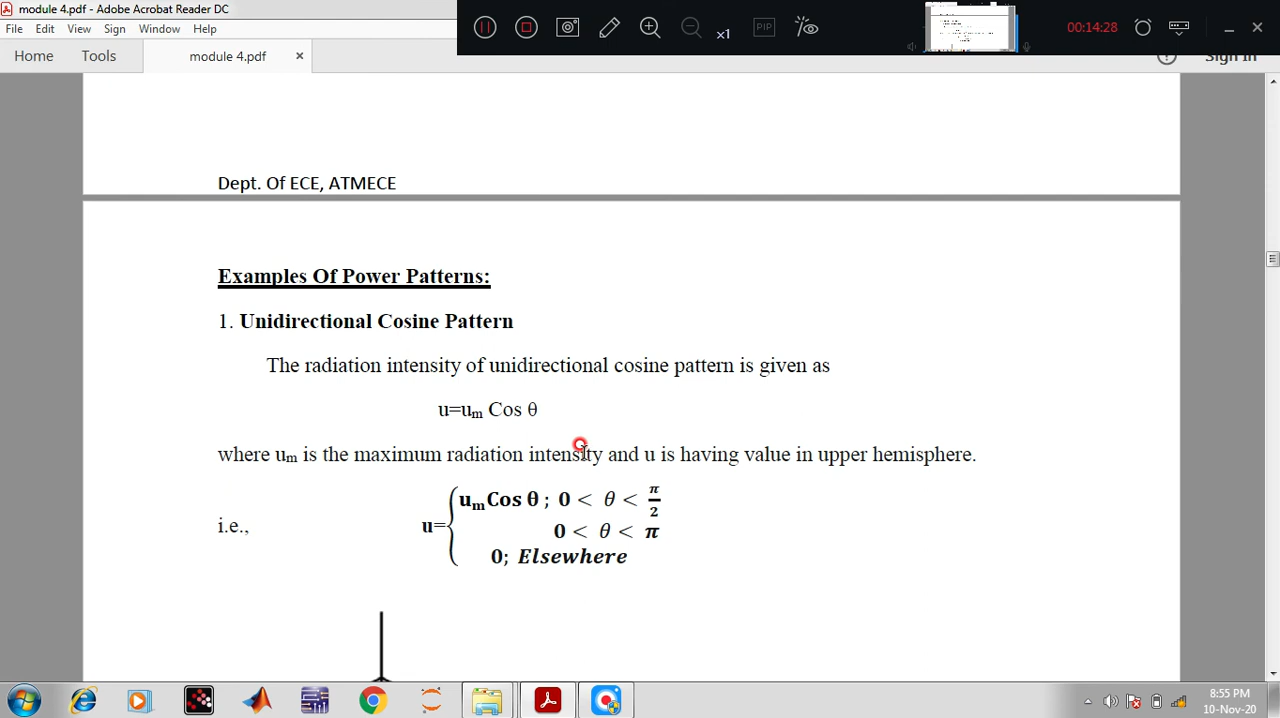 module 4.pdf - Adobe Acrobat Reader DC
File Edit View Sign Window Help
x1
PIP
00:14:28
Home Tools module 4.pdf ×
Sign In
Dept. Of ECE, ATMECE
Examples Of Power Patterns:
1. Unidirectional Cosine Pattern
The radiation intensity of unidirectional cosine pattern is given as
u=uₘ Cos θ
where uₘ is the maximum radiation intensity and u is having value in upper hemisphere.
uₘCos θ ; 0 < θ < π/2
i.e., u={ 0 < θ < π
0; Elsewhere
8:55 PM
10-Nov-20